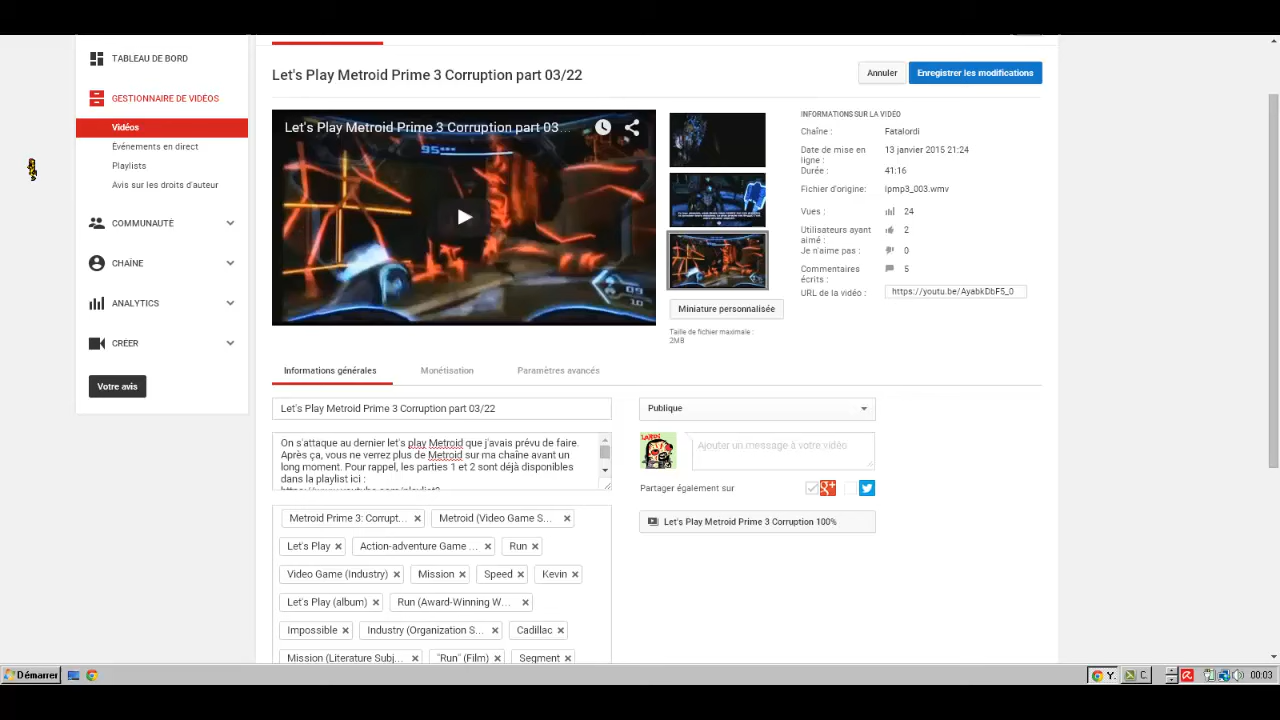 TABLEAU DE BORD
GESTIONNAIRE DE VIDÉOS
Vidéos
Événements en direct
Playlists
Avis sur les droits d'auteur
COMMUNAUTÉ
CHAÎNE
ANALYTICS
CRÉER
Votre avis
Let's Play Metroid Prime 3 Corruption part 03/22
Annuler
Enregistrer les modifications
Let's Play Metroid Prime 3 Corruption part 03...
95
09
10
Miniature personnalisée
Taille de fichier maximale :
2MB
INFORMATIONS SUR LA VIDÉO
Chaîne : Fatalordi
Date de mise en ligne : 13 janvier 2015 21:24
Durée : 41:16
Fichier d'origine: lpmp3_003.wmv
Vues : 24
Utilisateurs ayant aimé : 2
Je n'aime pas : 0
Commentaires écrits : 5
URL de la vidéo : https://youtu.be/AyabkDbF5_0
Informations générales
Monétisation
Paramètres avancés
Let's Play Metroid Prime 3 Corruption part 03/22
On s'attaque au dernier let's play Metroid que j'avais prévu de faire.
Après ça, vous ne verrez plus de Metroid sur ma chaîne avant un
long moment. Pour rappel, les parties 1 et 2 sont déjà disponibles
dans la playlist ici :
https://www.youtube.com/playlist?
Metroid Prime 3: Corrupt... Metroid (Video Game S...
Let's Play Action-adventure Game ... Run
Video Game (Industry) Mission Speed Kevin
Let's Play (album) Run (Award-Winning W...
Impossible Industry (Organization S... Cadillac
Mission (Literature Subj... "Run" (Film) Segment
Publique
Ajouter un message à votre vidéo
Partager également sur
Let's Play Metroid Prime 3 Corruption 100%
Démarrer
Y.
C.
00:03